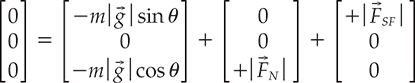 [0 0 0] = [-m|g⃗| sin θ 0 -m|g⃗| cos θ] + [0 0 +|F⃗_N|] + [+|F⃗_SF| 0 0]